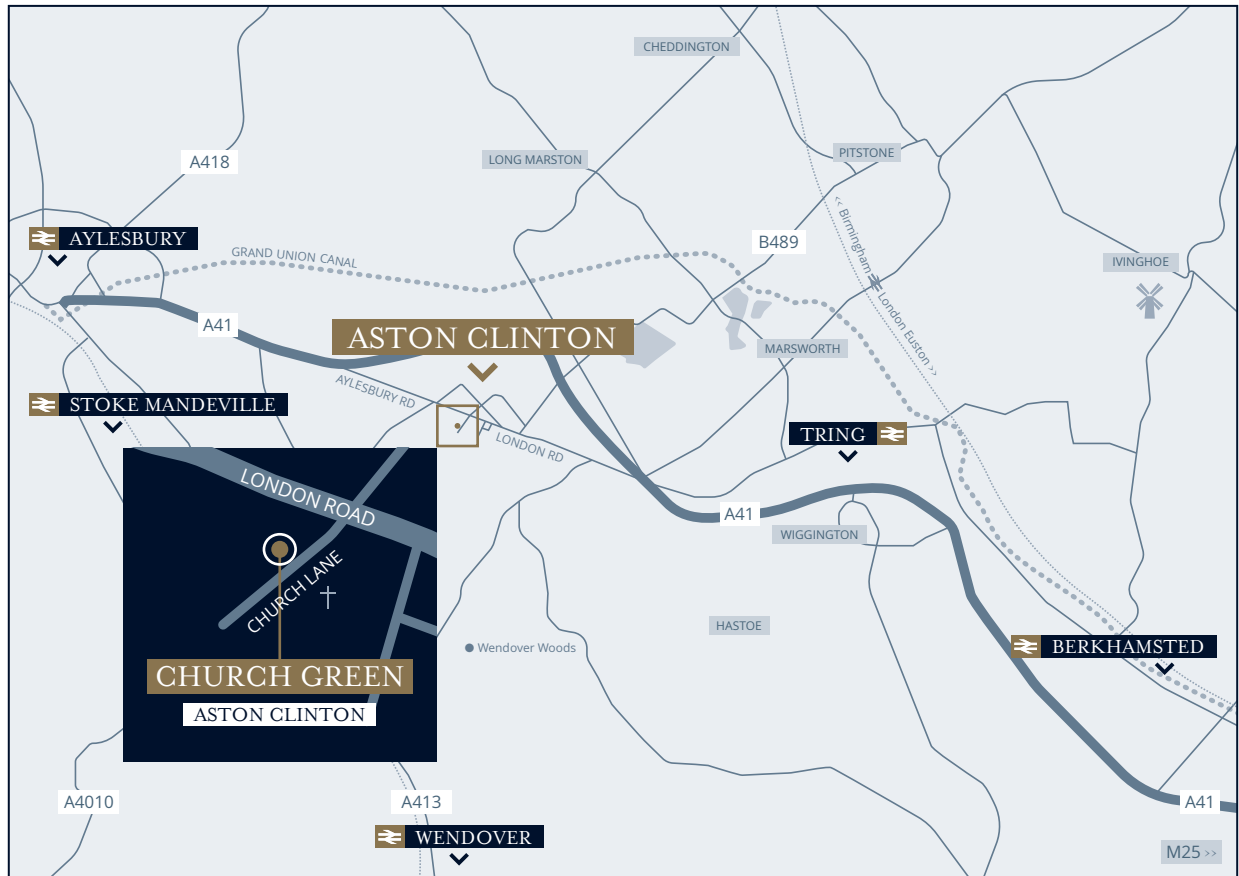 CHEDDINGTON
A418
LONG MARSTON
PITSTONE
AYLESBURY
GRAND UNION CANAL
B489
<< Birmingham
London Euston >>
IVINGHOE
A41
ASTON CLINTON
MARSWORTH
AYLESBURY RD
STOKE MANDEVILLE
LONDON RD
TRING
A41
WIGGINGTON
LONDON ROAD
CHURCH LANE
HASTOE
Wendover Woods
BERKHAMSTED
CHURCH GREEN
ASTON CLINTON
A4010
A413
A41
WENDOVER
M25 >>